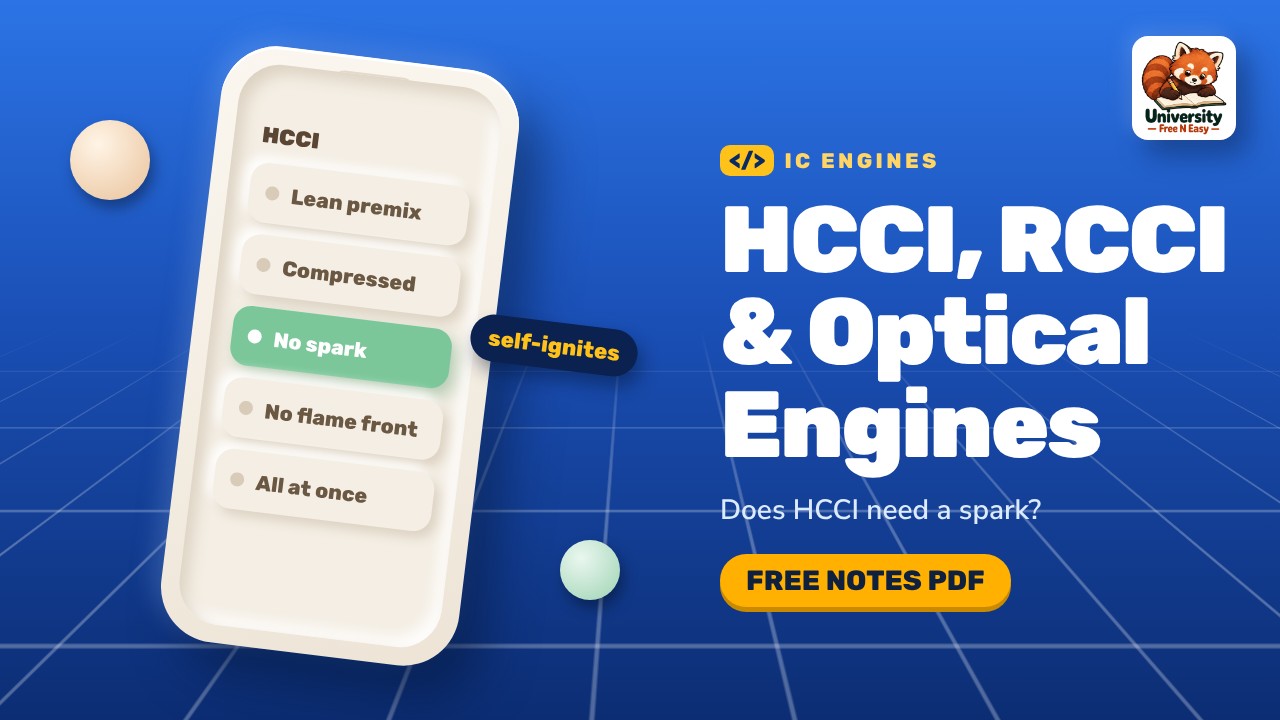 HCCI
Lean premix
Compressed
No spark
self-ignites
No flame front
All at once
University
Free N Easy
</> IC ENGINES
HCCI, RCCI
& Optical
Engines
Does HCCI need a spark?
FREE NOTES PDF